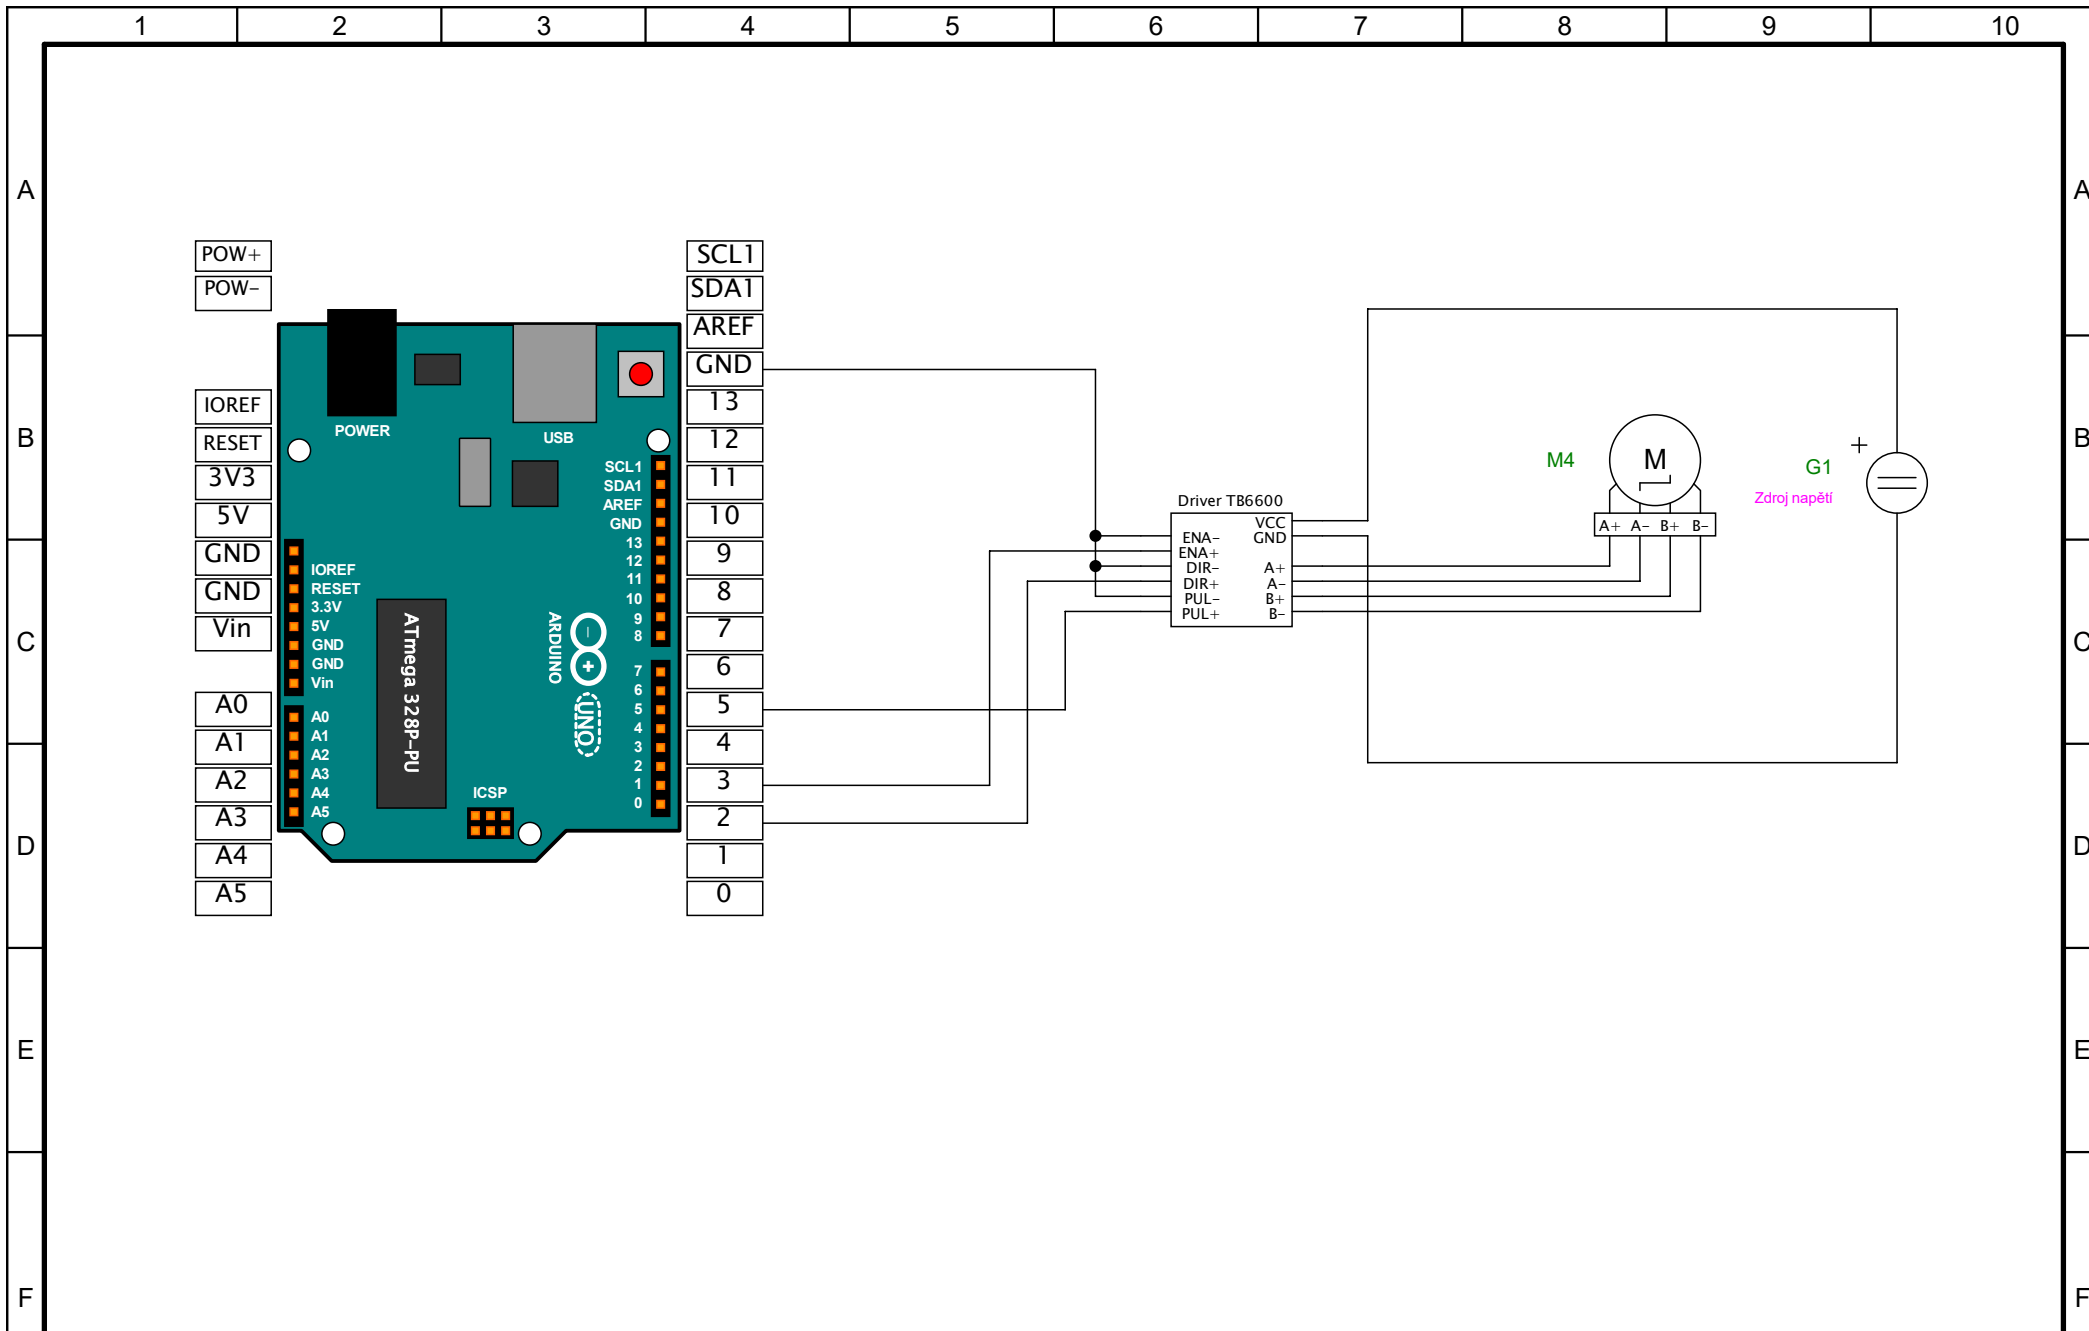 1 2 3 4 5 6 7 8 9 10
A A
POW+
POW-
IOREF
RESET
3V3
5V
GND
GND
Vin
A0
A1
A2
A3
A4
A5
POWER
USB
SCL1
SDA1
AREF
GND
13
12
11
10
9
8
7
6
5
4
3
2
1
0
IOREF
RESET
3.3V
5V
GND
GND
Vin
A0
A1
A2
A3
A4
A5
ATmega 328P-PU
ARDUINO
UNO
ICSP
SCL1
SDA1
AREF
GND
13
12
11
10
9
8
7
6
5
4
3
2
1
0
Driver TB6600
ENA-
ENA+
DIR-
DIR+
PUL-
PUL+
VCC
GND
A+
A-
B+
B-
M4
M
A+ A- B+ B-
+
G1
Zdroj napětí
B B
C C
D D
E E
F F